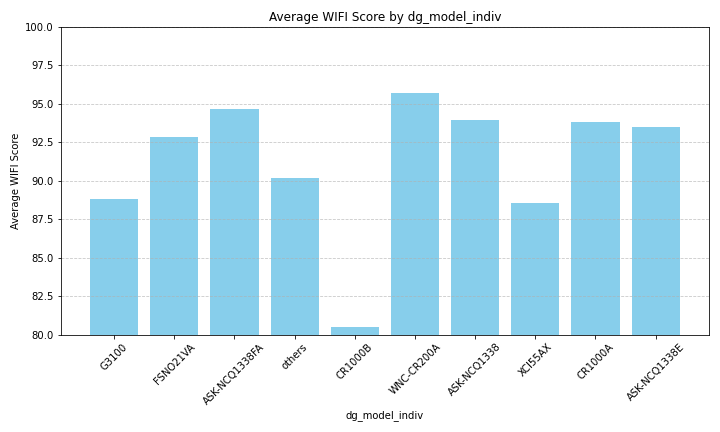 Average WIFI Score by dg_model_indiv
Average WIFI Score
100.0
97.5
95.0
92.5
90.0
87.5
85.0
82.5
80.0
G3100
FSNO21VA
ASK-NCQ1338FA
others
CR1000B
WNC-CR200A
ASK-NCQ1338
XCI55AX
CR1000A
ASK-NCQ1338E
dg_model_indiv